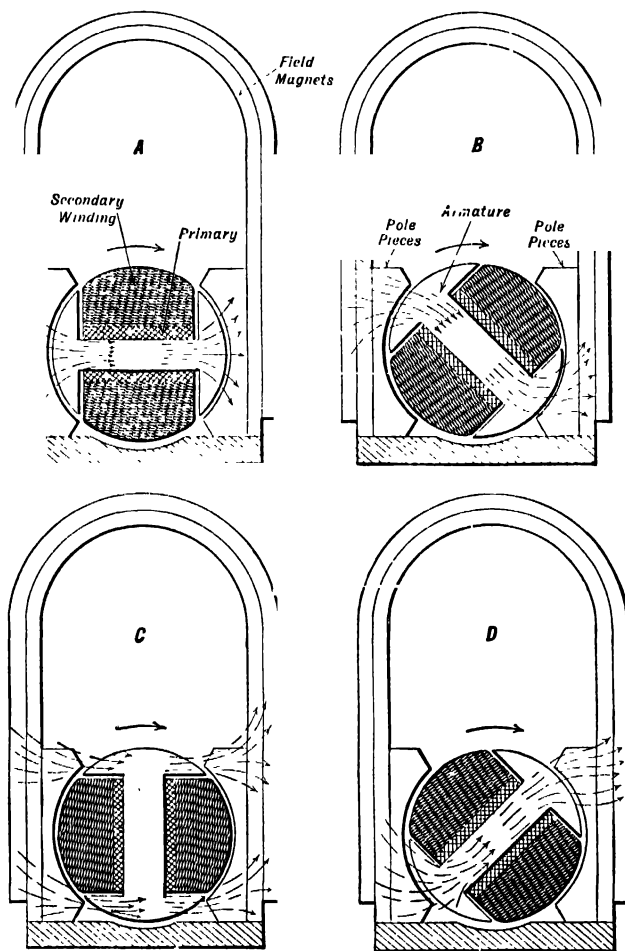 Field
Magnets
A
B
Secondary
Winding
Primary
Armature
Pole
Pieces
Pole
Pieces
C
D